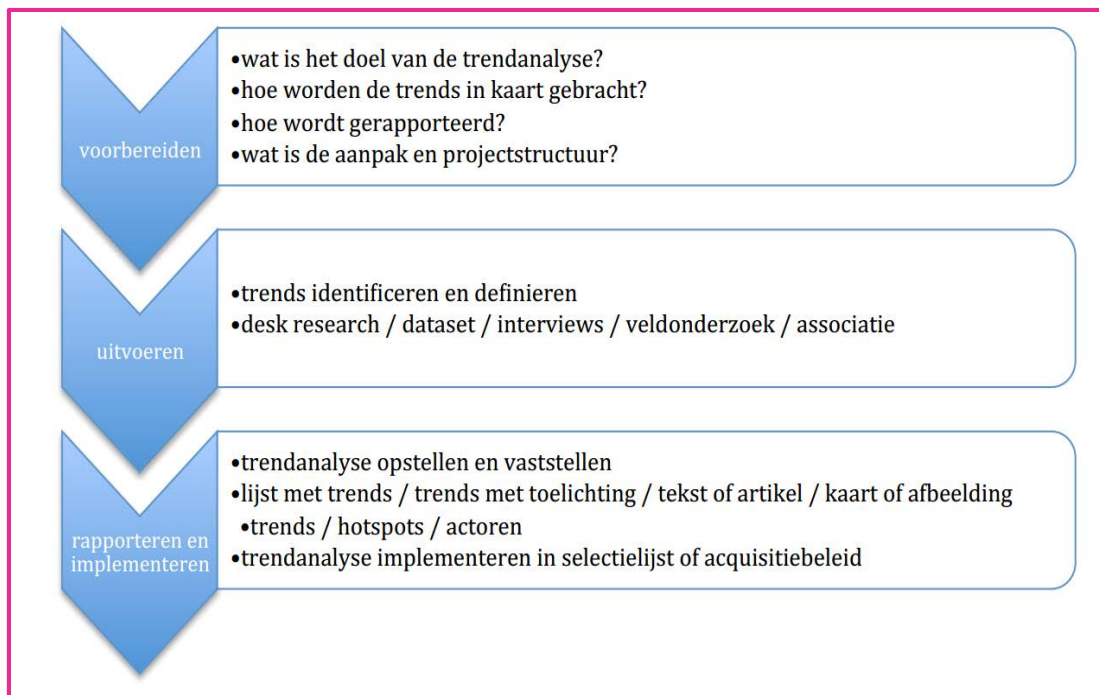 voorbereiden
•wat is het doel van de trendanalyse?
•hoe worden de trends in kaart gebracht?
•hoe wordt gerapporteerd?
•wat is de aanpak en projectstructuur?
uitvoeren
•trends identificeren en definieren
•desk research / dataset / interviews / veldonderzoek / associatie
rapporteren en
implementeren
•trendanalyse opstellen en vaststellen
•lijst met trends / trends met toelichting / tekst of artikel / kaart of afbeelding
•trends / hotspots / actoren
•trendanalyse implementeren in selectielijst of acquisitiebeleid